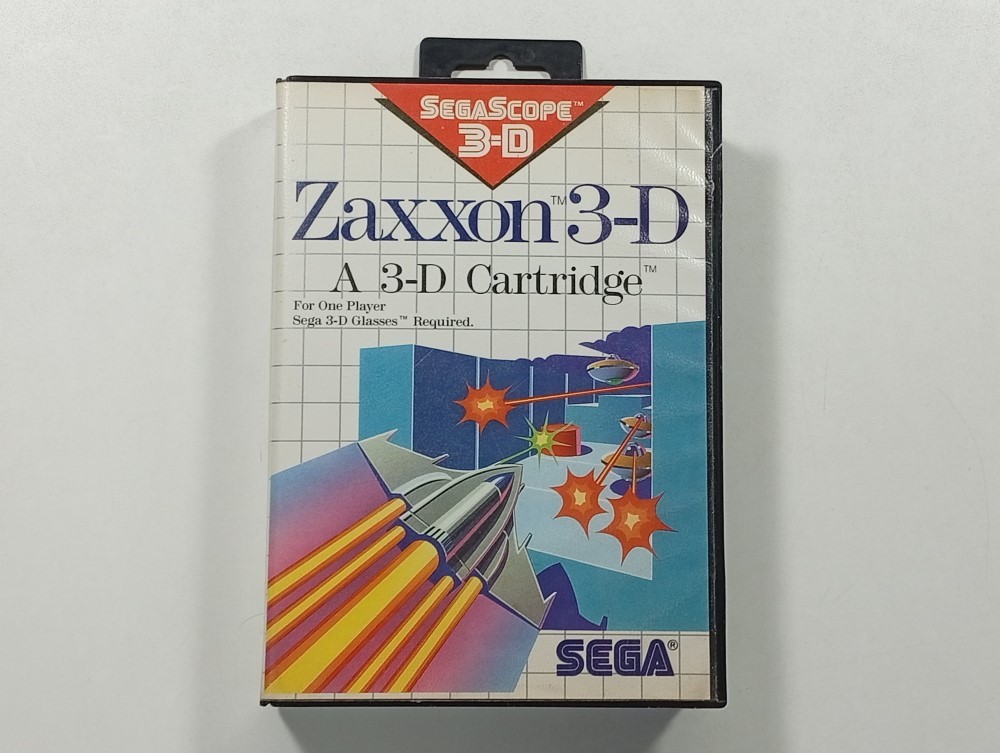 SEGASCOPE™
3-D
Zaxxon™ 3-D
A 3-D Cartridge™
For One Player
Sega 3-D Glasses™ Required.
SEGA®